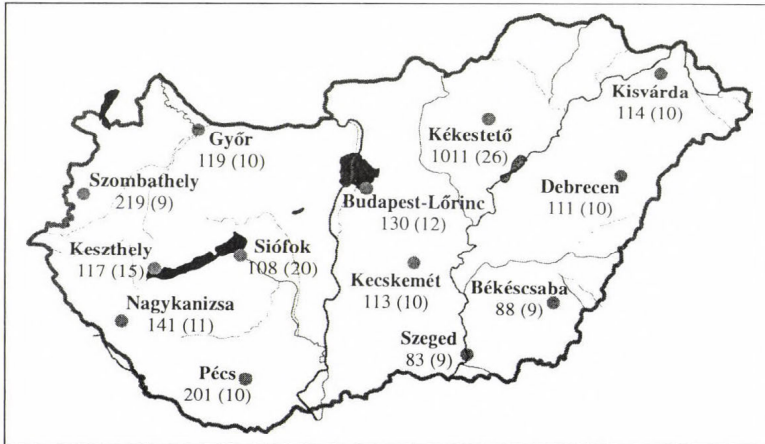 Kisvárda
114 (10)
Kékestető
1011 (26)
Győr
119 (10)
Szombathely
219 (9)
Debrecen
111 (10)
Budapest-Lőrinc
130 (12)
Keszthely
117 (15)
Siófok
108 (20)
Kecskemét
113 (10)
Békéscsaba
88 (9)
Nagykanizsa
141 (11)
Szeged
83 (9)
Pécs
201 (10)